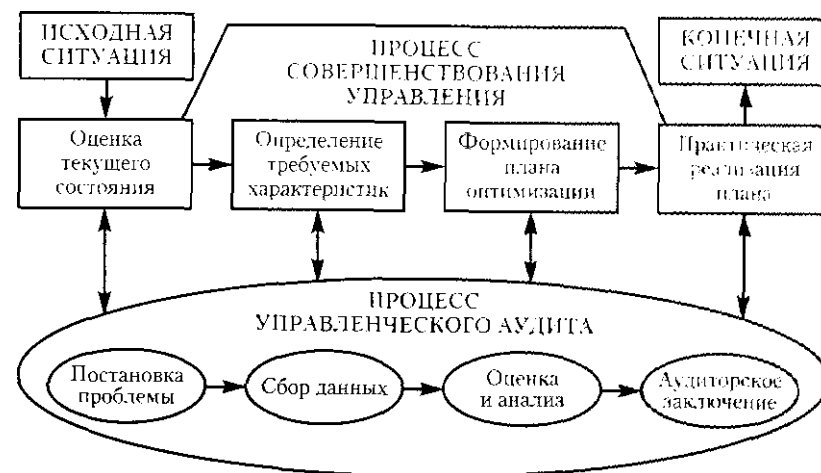 ИСХОДНАЯ
СИТУАЦИЯ
ПРОЦЕСС
СОВЕРШЕНСТВОВАНИЯ
УПРАВЛЕНИЯ
КОНЕЧНАЯ
СИТУАЦИЯ
Оценка
текущего
состояния
Определение
требуемых
характеристик
Формирование
плана
оптимизации
Практическая
реализация
плана
ПРОЦЕСС
УПРАВЛЕНЧЕСКОГО АУДИТА
Постановка
проблемы
Сбор данных
Оценка
и анализ
Аудиторское
заключение